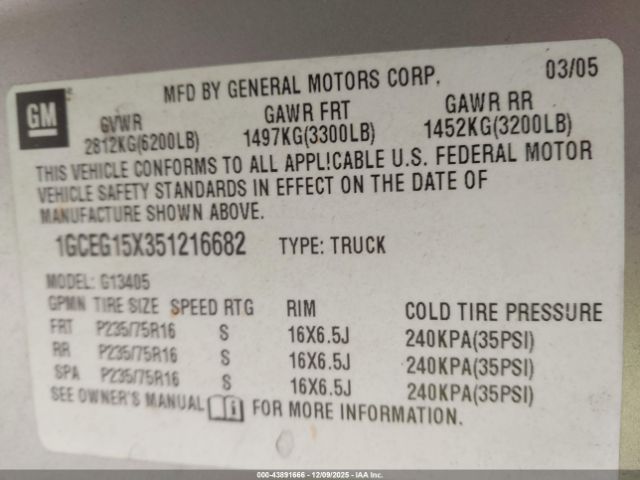 MFD BY GENERAL MOTORS CORP. 03/05
GM
GVWR GAWR FRT GAWR RR
2812KG(6200LB) 1497KG(3300LB) 1452KG(3200LB)
THIS VEHICLE CONFORMS TO ALL APPL!CABLE U.S. FEDERAL MOTOR
VEHICLE SAFETY STANDARDS IN EFFECT ON THE DATE OF
MANUFACTURE SHOWN ABOVE.
1GCEG15X351216682 TYPE: TRUCK
MODEL: G13405
GPMN TIRE SIZE SPEED RTG RIM COLD TIRE PRESSURE
FRT P235/75R16 S 16X6.5J 240KPA(35PSI)
RR P235/75R16 S 16X6.5J 240KPA(35PSI)
SPA P235/75R16 S 16X6.5J 240KPA(35PSI)
SEE OWNER'S MANUAL FOR MORE INFORMATION.
000-43891666 - 12/09/2025 - IAA Inc.